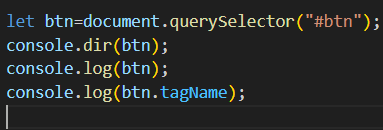 let btn=document.querySelector("#btn");
console.dir(btn);
console.log(btn);
console.log(btn.tagName);